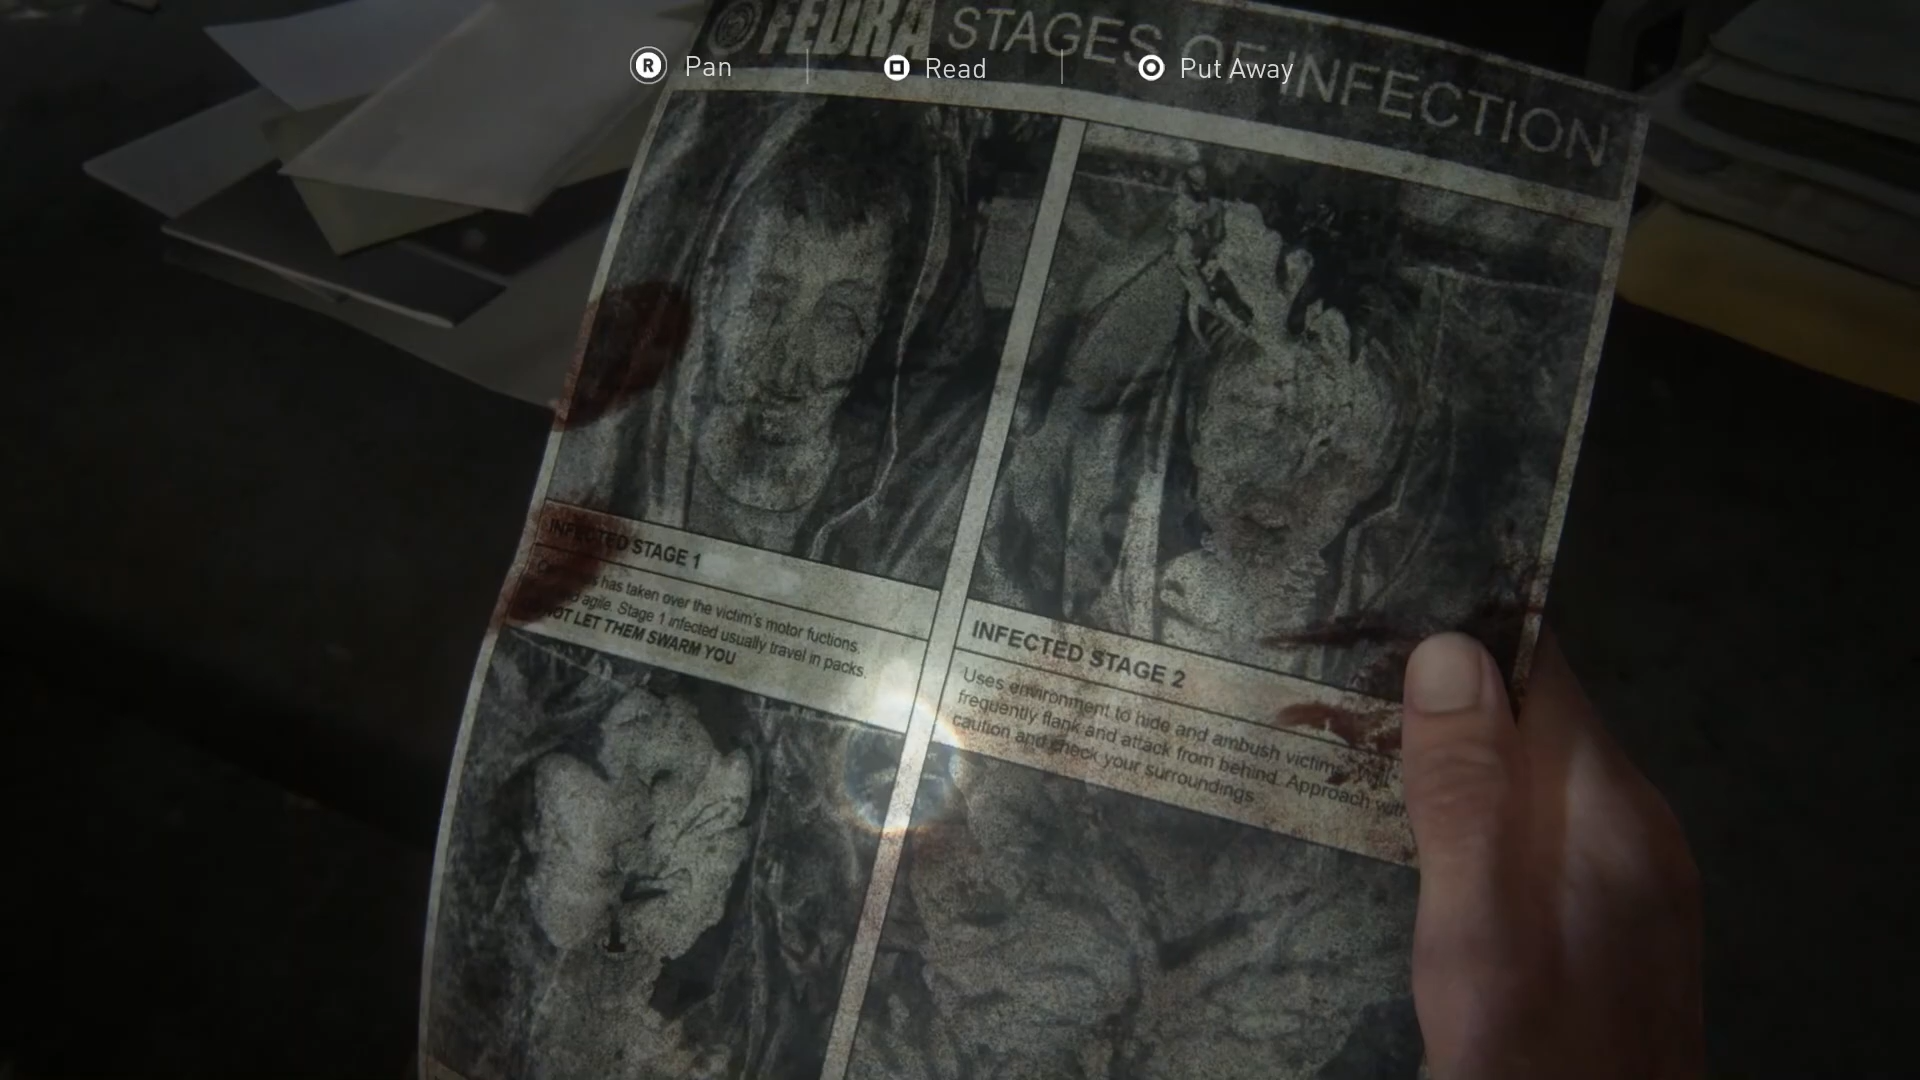 FEDRA STAGES OF INFECTION
R Pan
Read
Put Away
INFECTED STAGE 1
has taken over the victim's motor fuctions.
agile. Stage 1 infected usually travel in packs.
NOT LET THEM SWARM YOU
INFECTED STAGE 2
Uses environment to hide and ambush victims.
frequently flank and attack from behind. Approach with
caution and check your surroundings